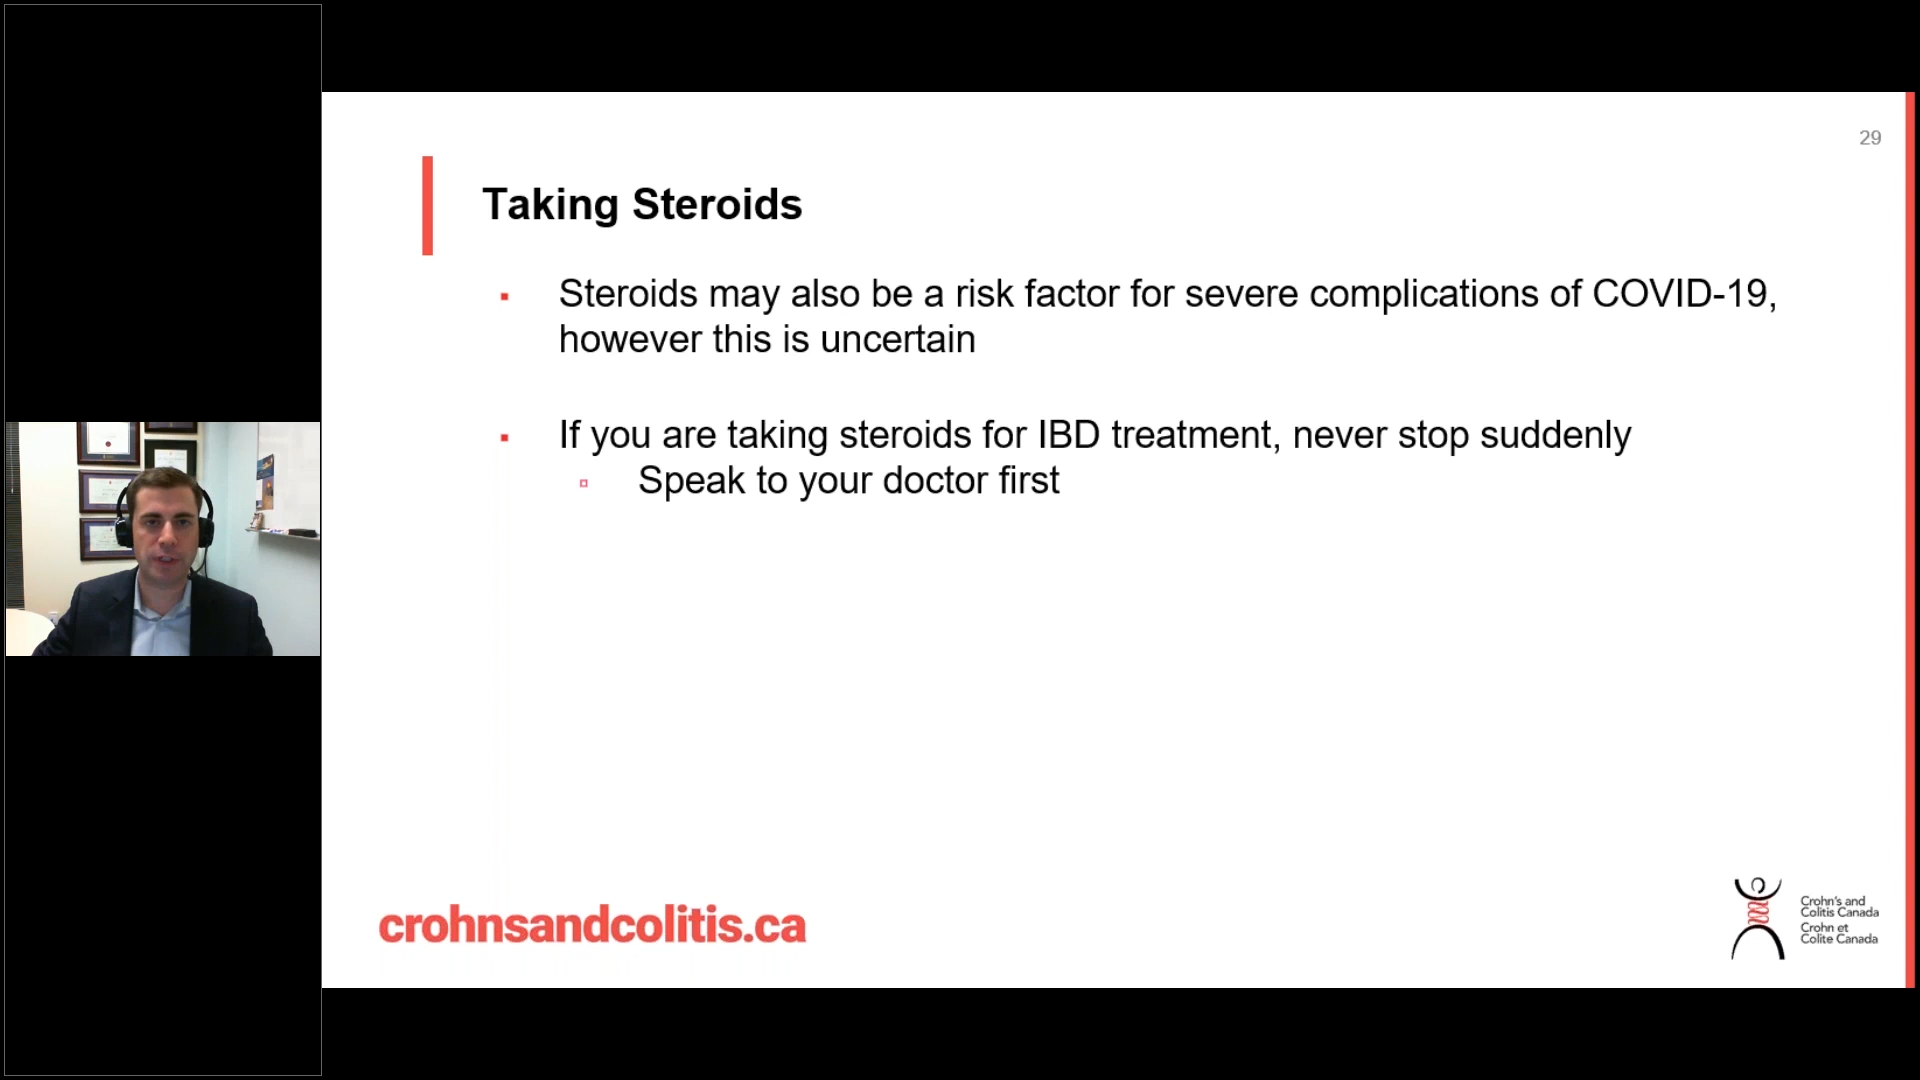 29
Taking Steroids
Steroids may also be a risk factor for severe complications of COVID-19,
however this is uncertain
If you are taking steroids for IBD treatment, never stop suddenly
Speak to your doctor first
crohnsandcolitis.ca
Crohn's and
Colitis Canada
Crohn et
Colite Canada